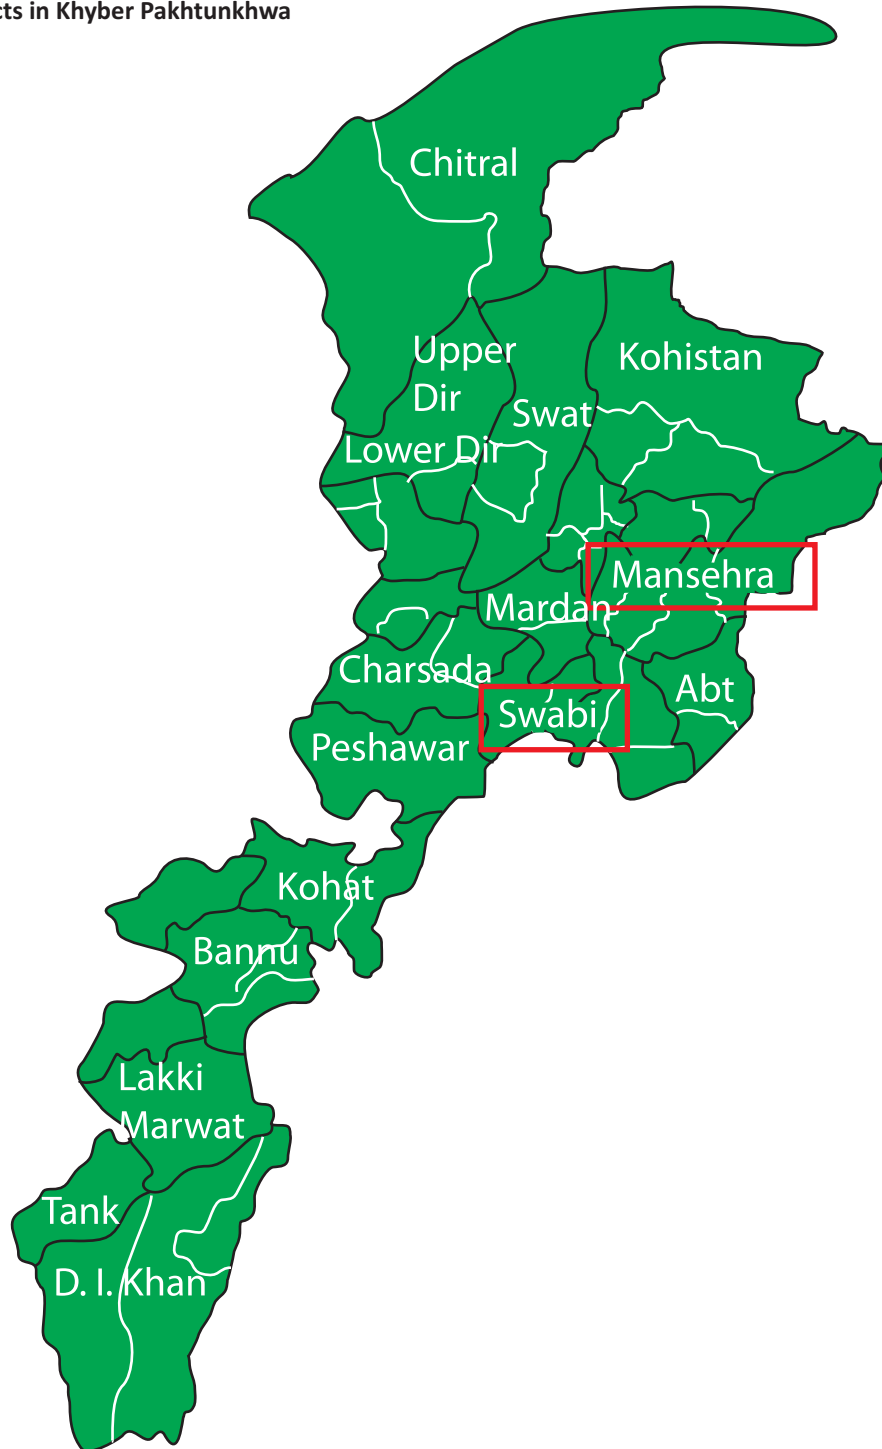 cts in Khyber Pakhtunkhwa
Chitral
Upper
Dir
Kohistan
Swat
Lower Dir
Mansehra
Mardan
Charsada
Abt
Swabi
Peshawar
Kohat
Bannu
Lakki
Marwat
Tank
D. I. Khan